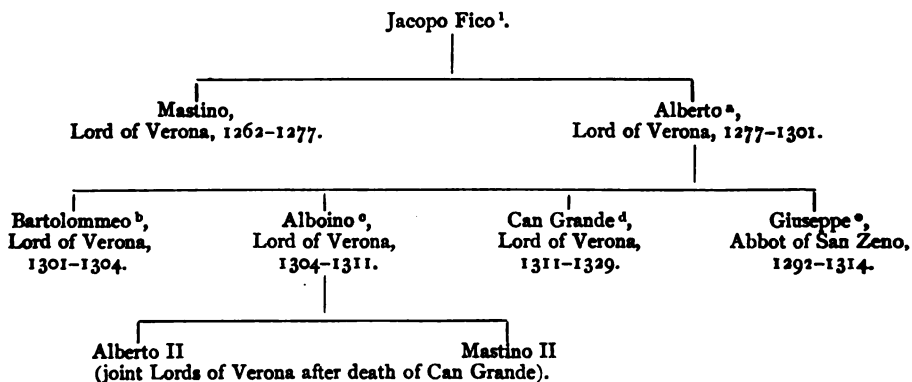 Jacopo Fico ¹.
Mastino,
Lord of Verona, 1262–1277.
Alberto ᵃ,
Lord of Verona, 1277–1301.
Bartolommeo ᵇ,
Lord of Verona,
1301–1304.
Alboino ᶜ,
Lord of Verona,
1304–1311.
Can Grande ᵈ,
Lord of Verona,
1311–1329.
Giuseppe ᵉ,
Abbot of San Zeno,
1292–1314.
Alberto II Mastino II
(joint Lords of Verona after death of Can Grande).